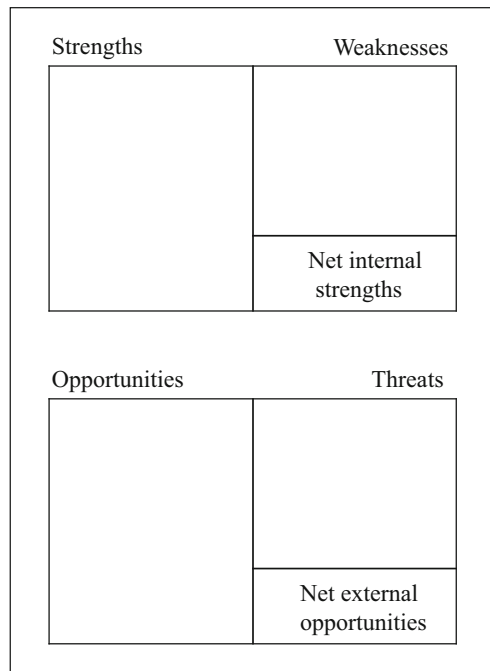 Strengths
Weaknesses
Net internal
strengths
Opportunities
Threats
Net external
opportunities